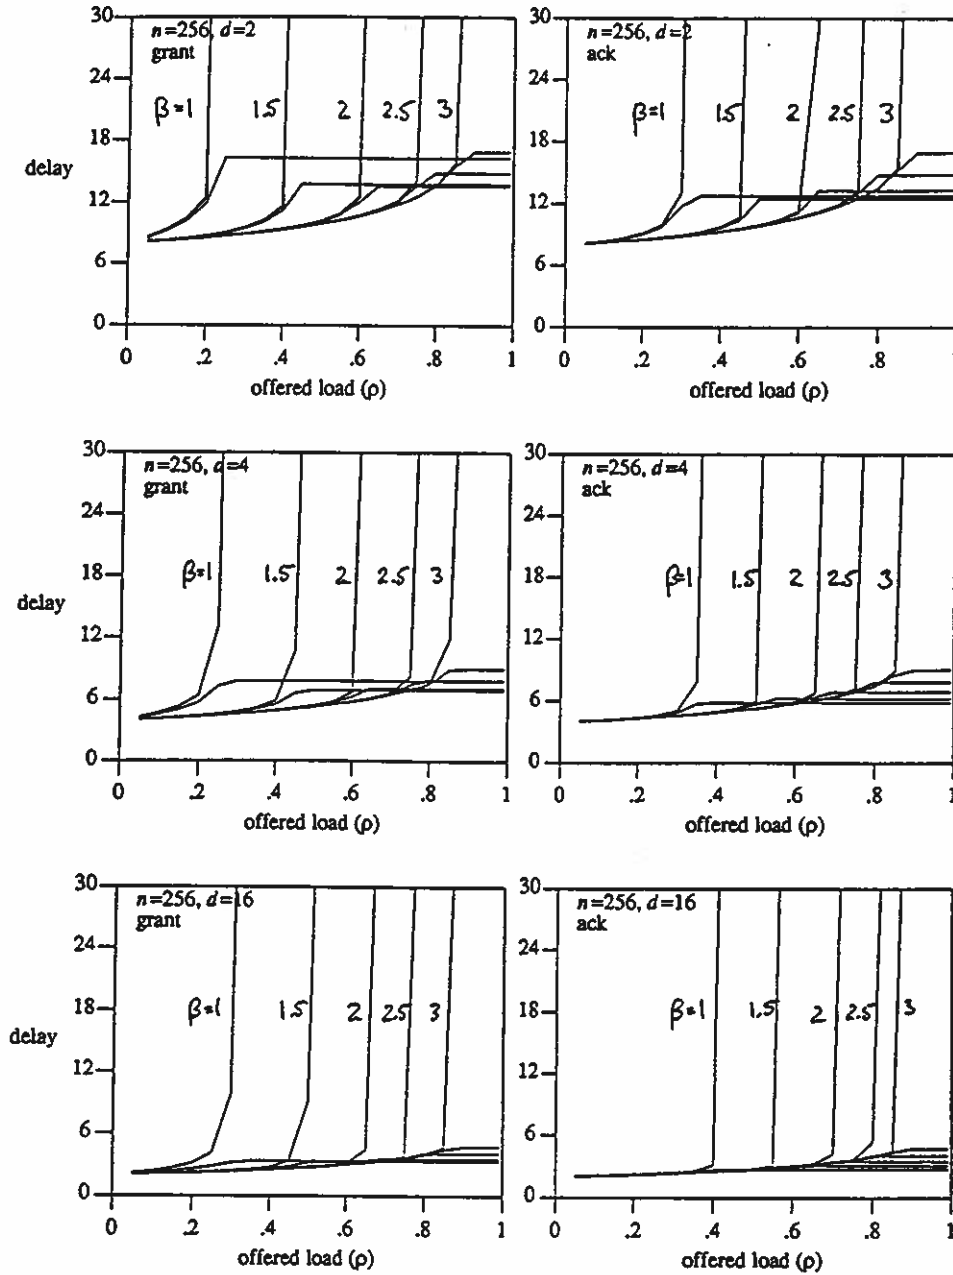 30
n=256, d=2
grant
24
β=1 1.5 2 2.5 3
18
delay
12
6
0
0 .2 .4 .6 .8 1
offered load (ρ)
30
n=256, d=2
ack
24
β=1 1.5 2 2.5 3
18
12
6
0
0 .2 .4 .6 .8 1
offered load (ρ)
30
n=256, d=4
grant
24
18
β=1 1.5 2 2.5 3
delay
12
6
0
0 .2 .4 .6 .8 1
offered load (ρ)
30
n=256, d=4
ack
24
18
β=1 1.5 2 2.5 3
12
6
0
0 .2 .4 .6 .8 1
offered load (ρ)
30
n=256, d=16
grant
24
18
β=1 1.5 2 2.5 3
delay
12
6
0
0 .2 .4 .6 .8 1
offered load (ρ)
30
n=256, d=16
ack
24
18
β=1 1.5 2 2.5 3
12
6
0
0 .2 .4 .6 .8 1
offered load (ρ)